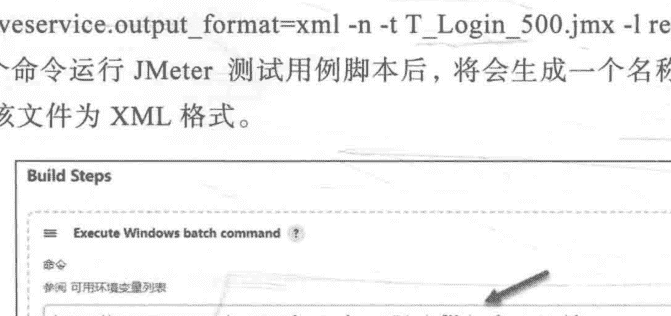 veservice.output_format=xml -n -t T_Login_500.jmx -l re
个命令运行 JMeter 测试用例脚本后，将会生成一个名称
该文件为 XML 格式。
Build Steps
Execute Windows batch command ?
命令
参阅 可用环境变量列表